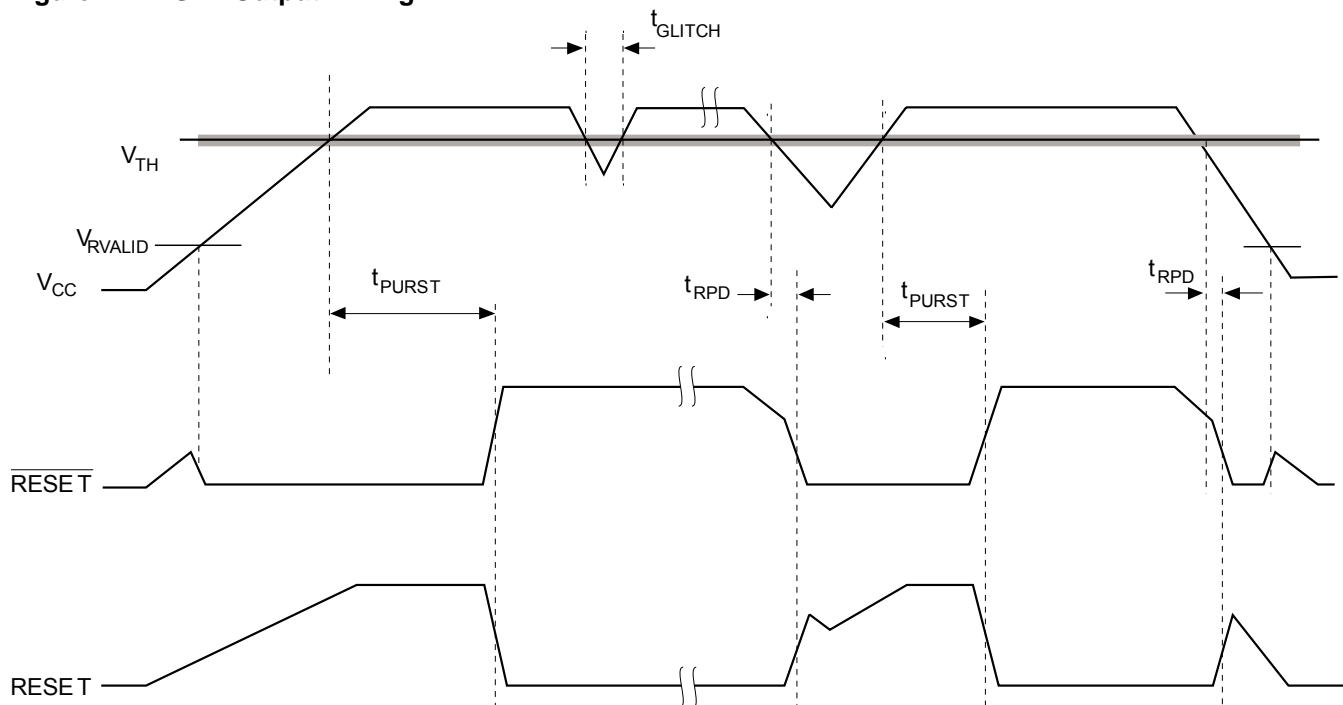 tGLITCH
VTH
VRVALID
VCC
tPURST
tRPD
tPURST
tRPD
RESET
RESET